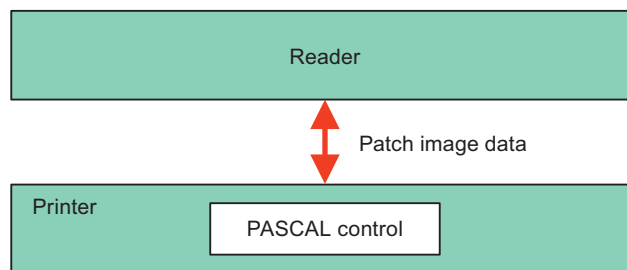 Reader
Patch image data
Printer
PASCAL control